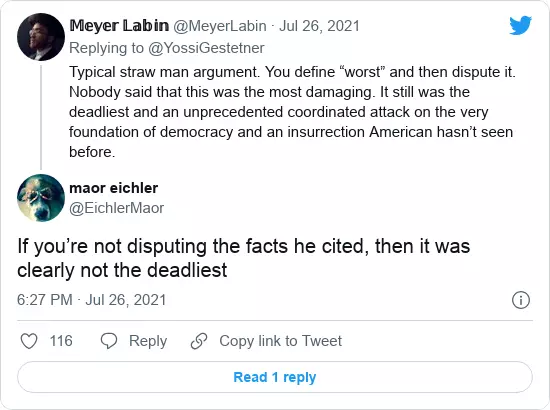 𝕄𝕖𝕪𝕖𝕣 𝕃𝕒𝕓𝕚𝕟 @MeyerLabin · Jul 26, 2021
Replying to @YossiGestetner
Typical straw man argument. You define “worst” and then dispute it.
Nobody said that this was the most damaging. It still was the
deadliest and an unprecedented coordinated attack on the very
foundation of democracy and an insurrection American hasn’t seen
before.
maor eichler
@EichlerMaor
If you’re not disputing the facts he cited, then it was
clearly not the deadliest
6:27 PM · Jul 26, 2021
116 Reply Copy link to Tweet
Read 1 reply